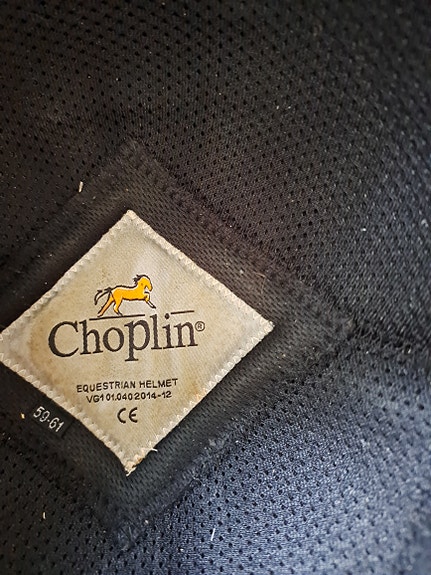 Choplin®
EQUESTRIAN HELMET
VG1 01.040 2014-12
CE
59-61